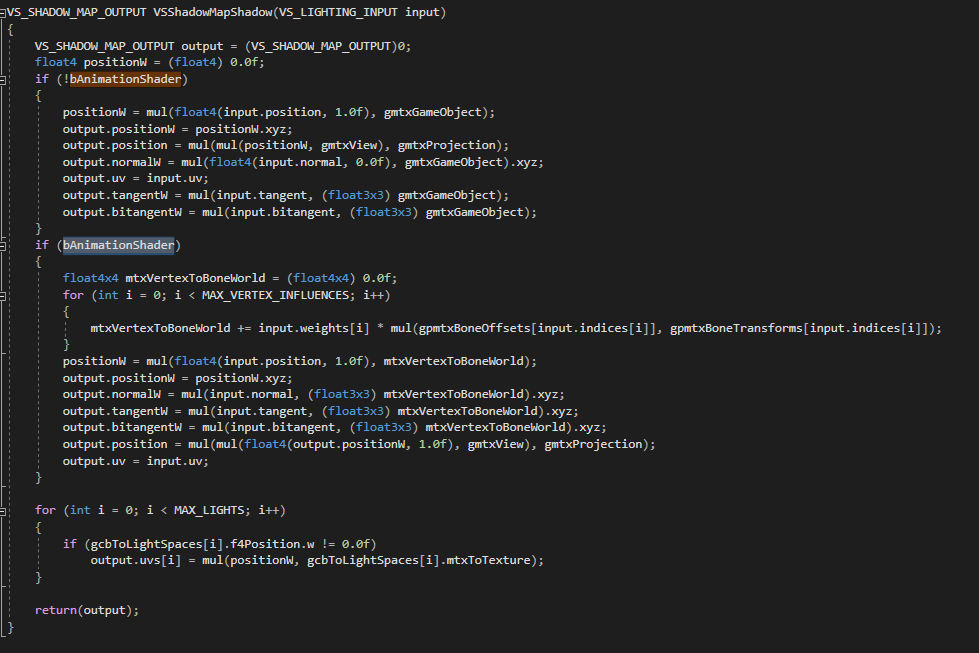 VS_SHADOW_MAP_OUTPUT VSShadowMapShadow(VS_LIGHTING_INPUT input)
{
    VS_SHADOW_MAP_OUTPUT output = (VS_SHADOW_MAP_OUTPUT)0;
    float4 positionW = (float4) 0.0f;
    if (!bAnimationShader)
    {
        positionW = mul(float4(input.position, 1.0f), gmtxGameObject);
        output.positionW = positionW.xyz;
        output.position = mul(mul(positionW, gmtxView), gmtxProjection);
        output.normalW = mul(float4(input.normal, 0.0f), gmtxGameObject).xyz;
        output.uv = input.uv;
        output.tangentW = mul(input.tangent, (float3x3) gmtxGameObject);
        output.bitangentW = mul(input.bitangent, (float3x3) gmtxGameObject);
    }
    if (bAnimationShader)
    {
        float4x4 mtxVertexToBoneWorld = (float4x4) 0.0f;
        for (int i = 0; i < MAX_VERTEX_INFLUENCES; i++)
        {
            mtxVertexToBoneWorld += input.weights[i] * mul(gpmtxBoneOffsets[input.indices[i]], gpmtxBoneTransforms[input.indices[i]]);
        }
        positionW = mul(float4(input.position, 1.0f), mtxVertexToBoneWorld);
        output.positionW = positionW.xyz;
        output.normalW = mul(input.normal, (float3x3) mtxVertexToBoneWorld).xyz;
        output.tangentW = mul(input.tangent, (float3x3) mtxVertexToBoneWorld).xyz;
        output.bitangentW = mul(input.bitangent, (float3x3) mtxVertexToBoneWorld).xyz;
        output.position = mul(mul(float4(output.positionW, 1.0f), gmtxView), gmtxProjection);
        output.uv = input.uv;
    }

    for (int i = 0; i < MAX_LIGHTS; i++)
    {
        if (gcbToLightSpaces[i].f4Position.w != 0.0f)
            output.uvs[i] = mul(positionW, gcbToLightSpaces[i].mtxToTexture);
    }

    return(output);
}